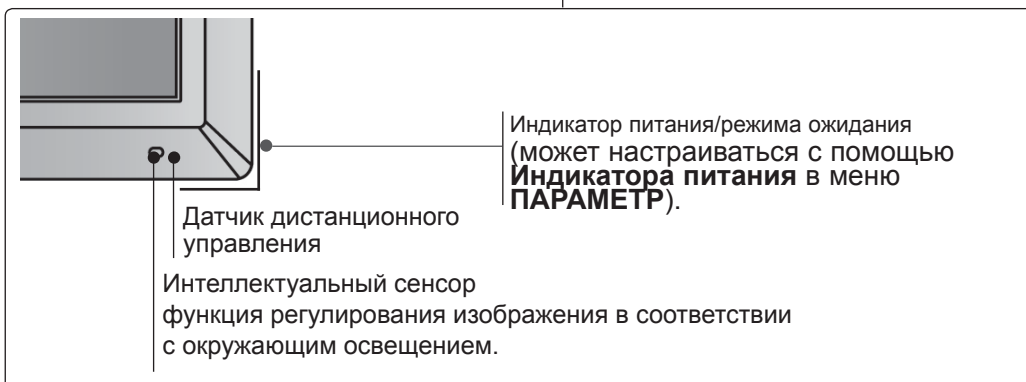 Индикатор питания/режима ожидания
(может настраиваться с помощью
Индикатора питания в меню
ПАРАМЕТР).
Датчик дистанционного
управления
Интеллектуальный сенсор
функция регулирования изображения в соответствии
с окружающим освещением.